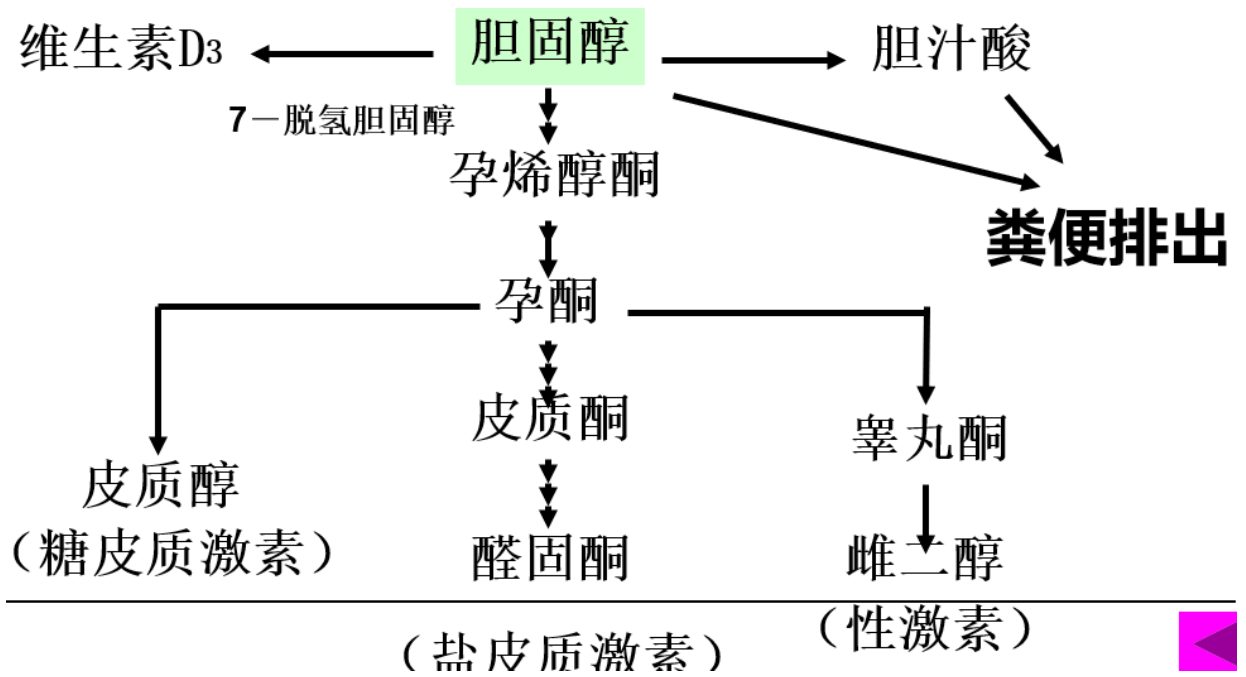 维生素D3
胆固醇
胆汁酸
7－脱氢胆固醇
孕烯醇酮
粪便排出
孕酮
皮质酮
睾丸酮
皮质醇
（糖皮质激素）
醛固酮
雌二醇
（性激素）
（盐皮质激素）